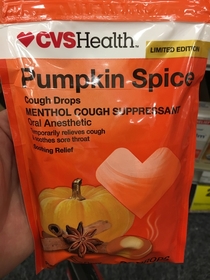 CVSHealth
LIMITED EDITION
Pumpkin Spice
Cough Drops
MENTHOL COUGH SUPPRESSANT
Oral Anesthetic
Temporarily relieves cough
Soothes sore throat
Relief